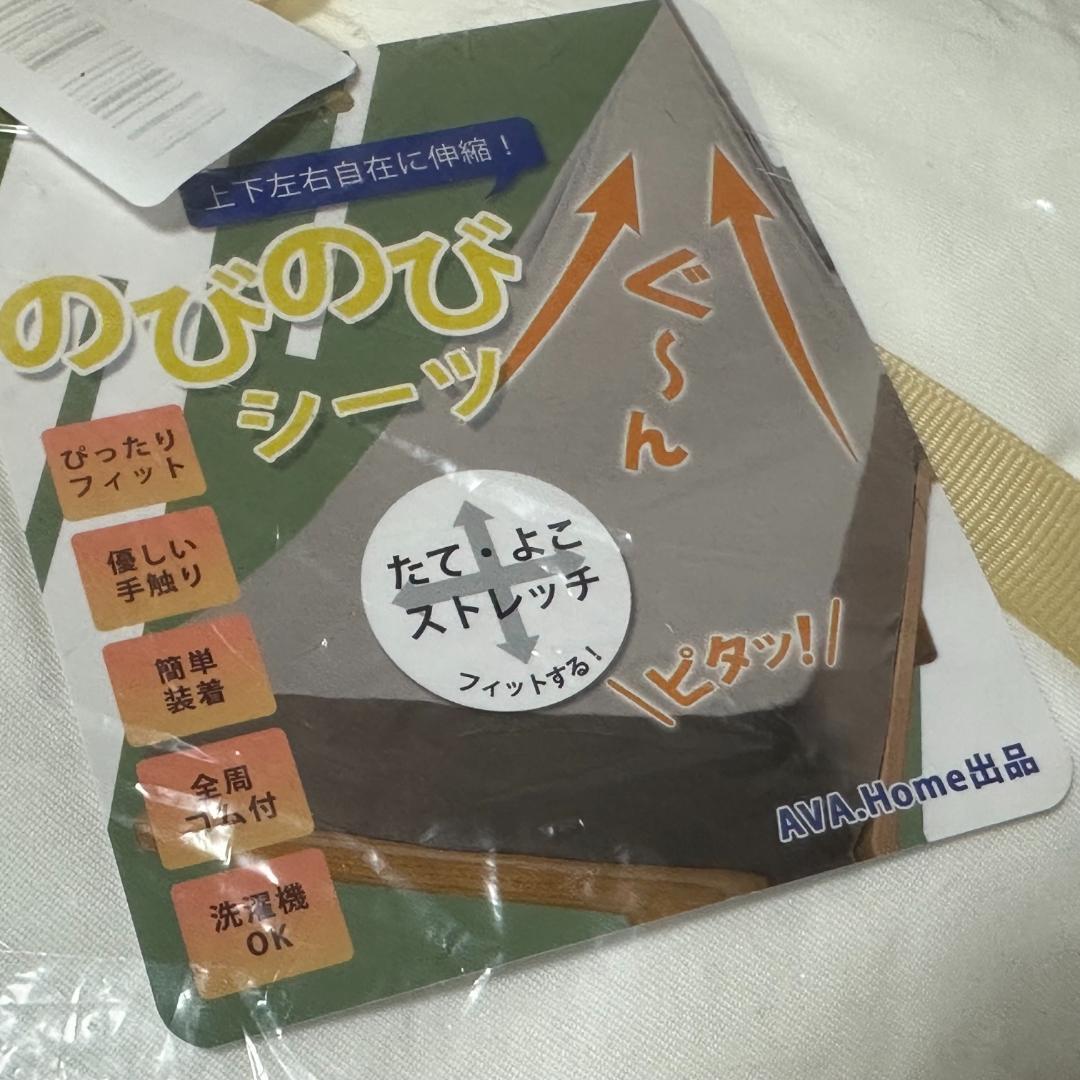 上下左右自在に伸縮！
のびのび
シーツ
ぐ～ん
ぴったり
フィット
優しい
手触り
簡単
装着
全周
ゴム付
洗濯機
OK
たて・よこ
ストレッチ
フィットする！
ピタッ！
AVA.Home出品